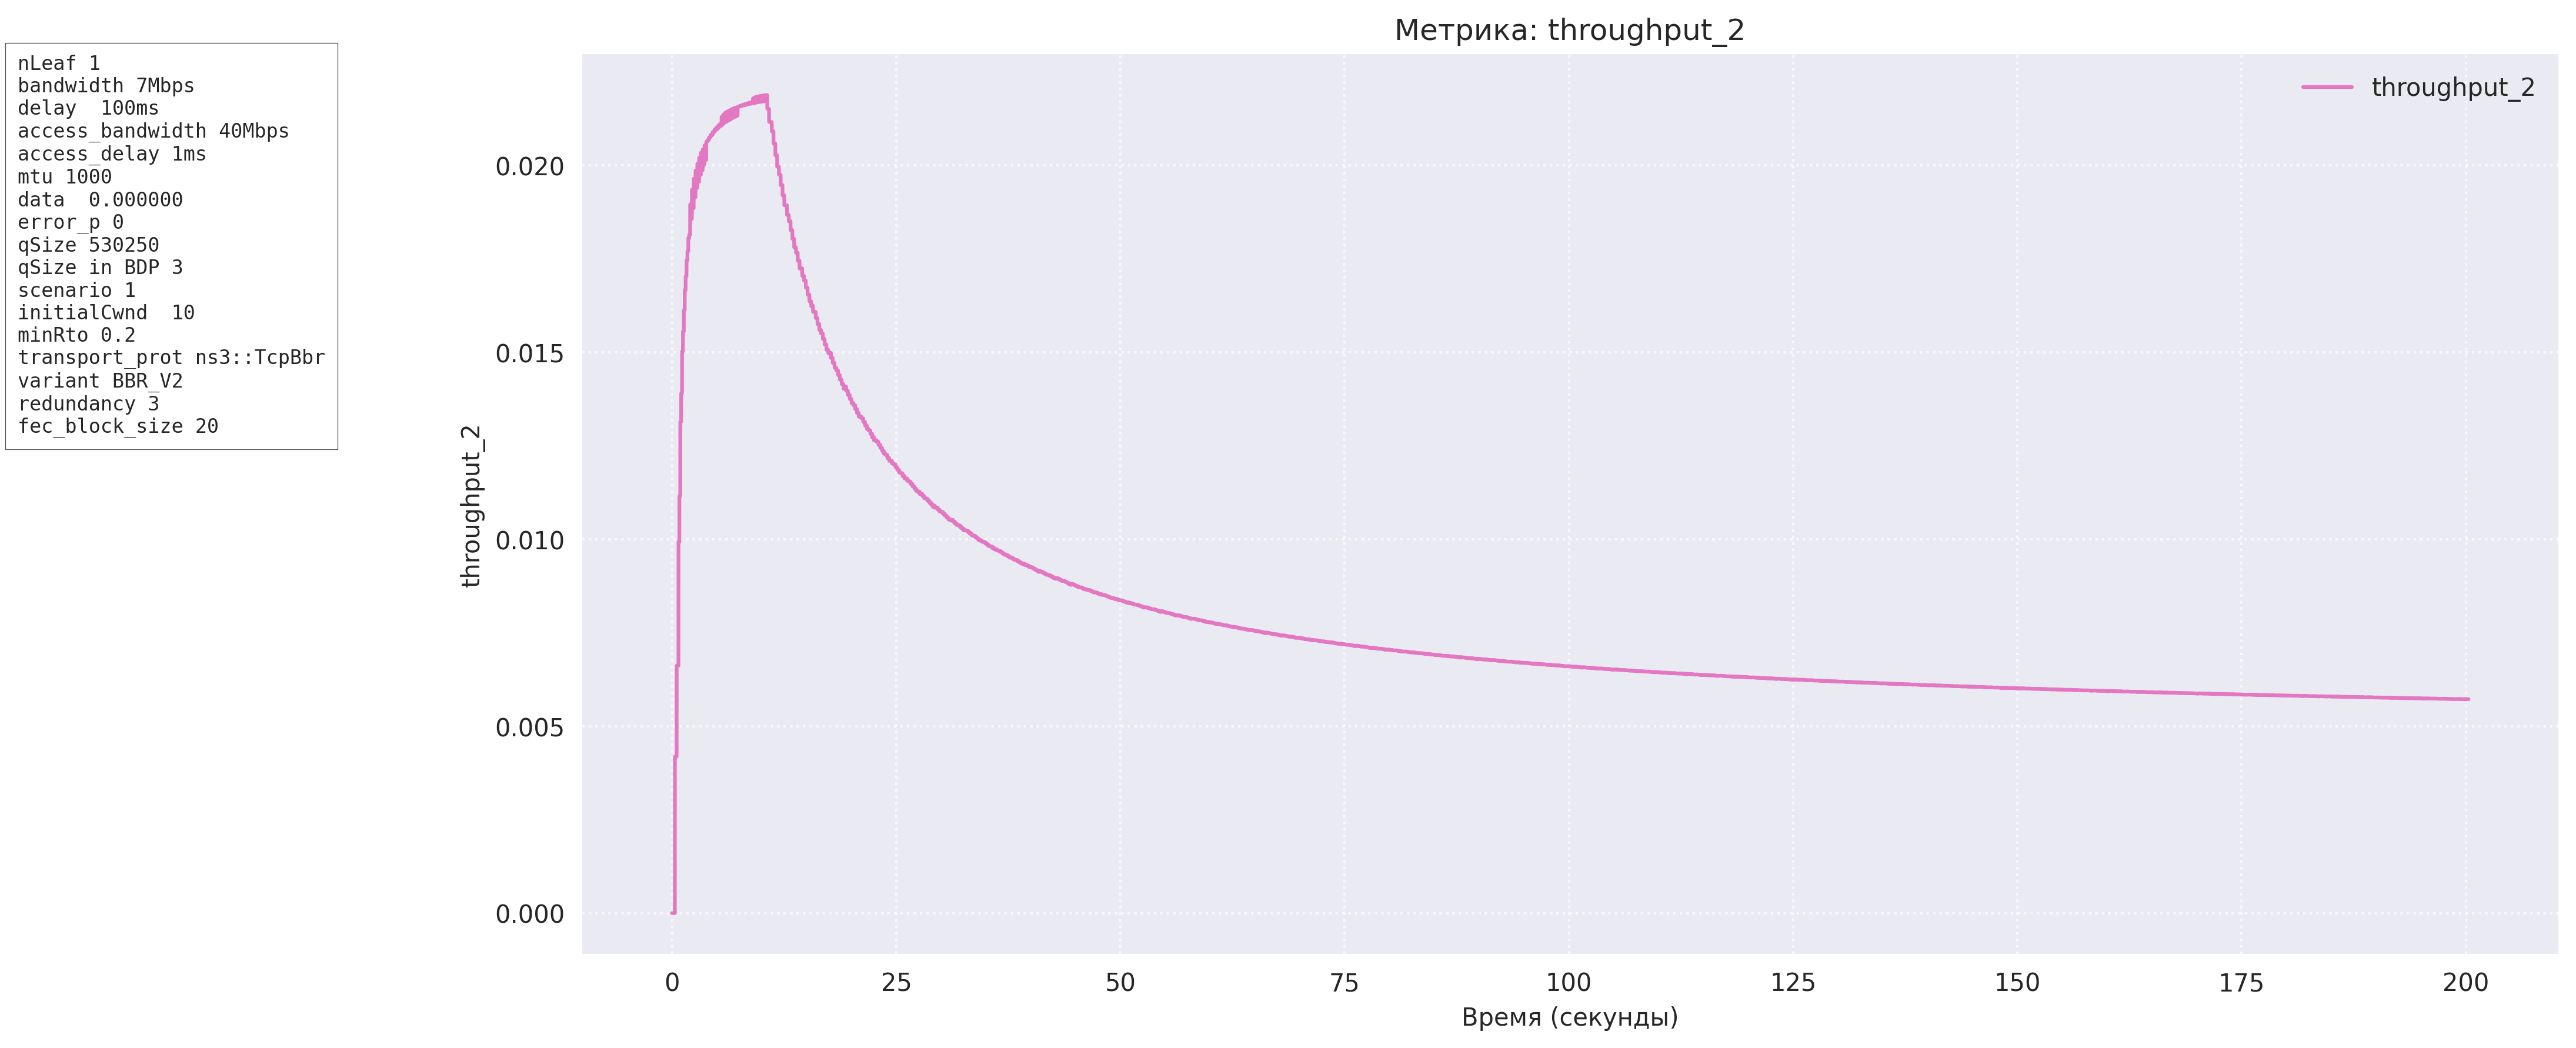 Метрика: throughput_2
nLeaf 1
bandwidth 7Mbps
delay  100ms
access_bandwidth 40Mbps
access_delay 1ms
mtu 1000
data  0.000000
error_p 0
qSize 530250
qSize in BDP 3
scenario 1
initialCwnd  10
minRto 0.2
transport_prot ns3::TcpBbr
variant BBR_V2
redundancy 3
fec_block_size 20
throughput_2
throughput_2
0.020
0.015
0.010
0.005
0.000
0 25 50 75 100 125 150 175 200
Время (секунды)